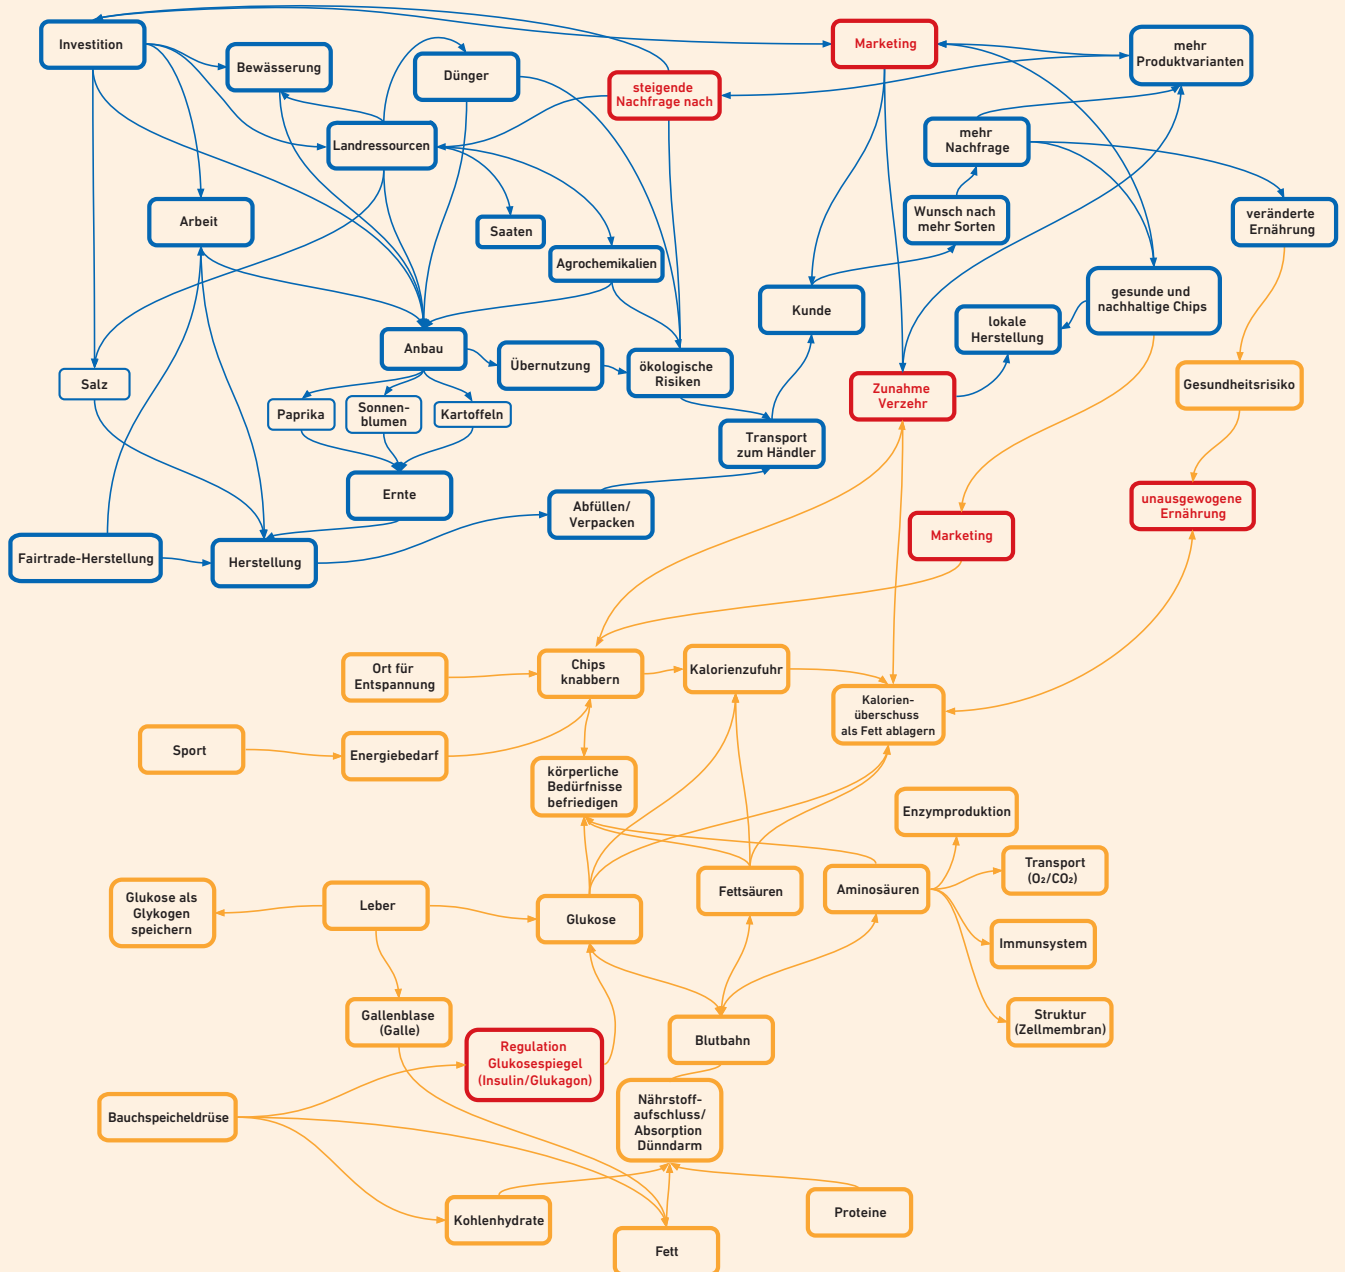 Investition
Bewässerung
Dünger
steigende
Nachfrage nach
Marketing
mehr
Produktvarianten
Landressourcen
mehr
Nachfrage
Arbeit
Saaten
Agrochemikalien
Wunsch nach
mehr Sorten
veränderte
Ernährung
Kunde
gesunde und
nachhaltige Chips
lokale
Herstellung
Anbau
Übernutzung
ökologische
Risiken
Salz
Paprika
Sonnen-
blumen
Kartoffeln
Zunahme
Verzehr
Gesundheitsrisiko
Transport
zum Händler
Ernte
Abfüllen/
Verpacken
unausgewogene
Ernährung
Marketing
Fairtrade-Herstellung
Herstellung
Ort für
Entspannung
Chips
knabbern
Kalorienzufuhr
Kalorien-
überschuss
als Fett ablagern
Sport
Energiebedarf
körperliche
Bedürfnisse
befriedigen
Enzymproduktion
Transport
(O₂/CO₂)
Glukose als
Glykogen
speichern
Leber
Glukose
Fettsäuren
Aminosäuren
Immunsystem
Gallenblase
(Galle)
Struktur
(Zellmembran)
Blutbahn
Regulation
Glukosespiegel
(Insulin/Glukagon)
Bauchspeicheldrüse
Nährstoff-
aufschluss/
Absorption
Dünndarm
Kohlenhydrate
Proteine
Fett